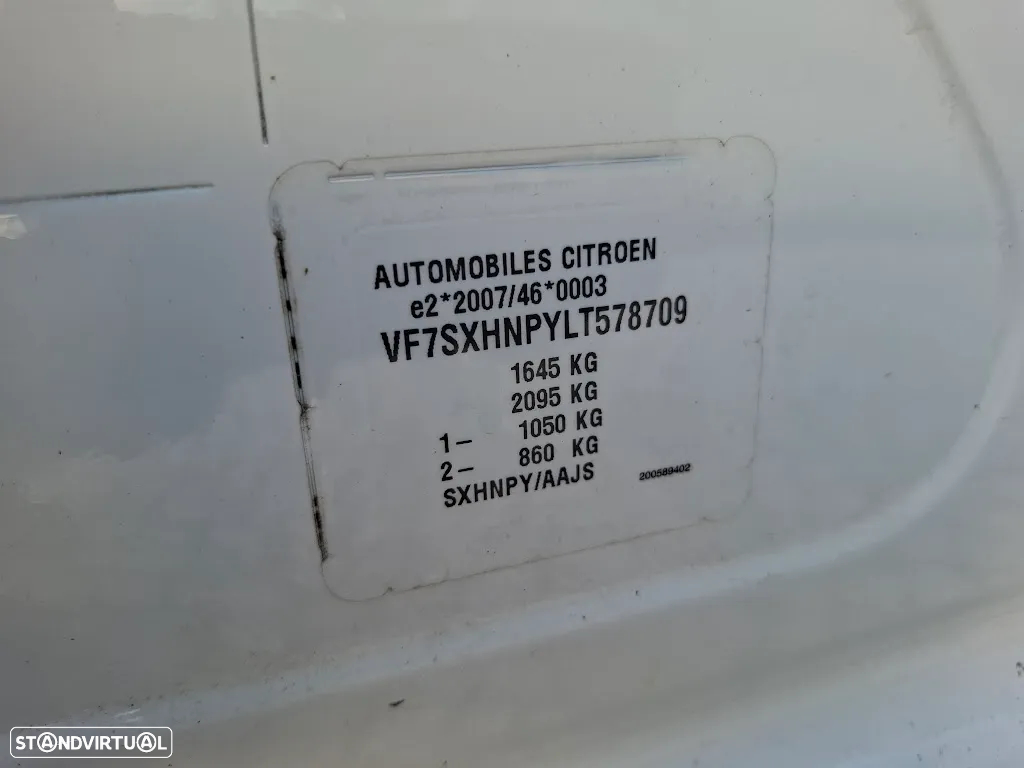 AUTOMOBILES CITROEN
e2*2007/46*0003
VF7SXHNPYLT578709
1645 KG
2095 KG
1- 1050 KG
2- 860 KG
SXHNPY/AAJS 200589402
STANDVIRTUAL